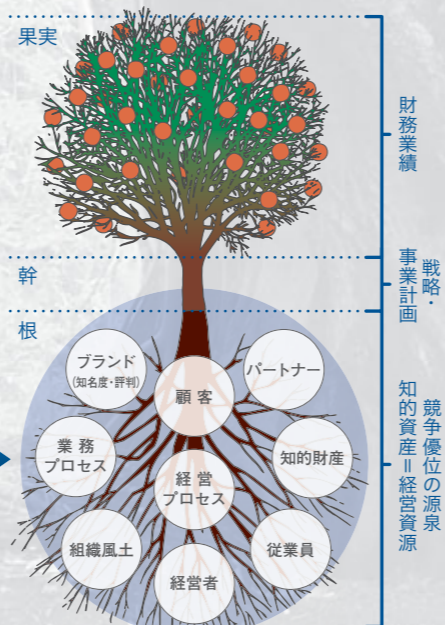 果実
財務業績
幹
戦略・
事業計画
根
ブランド
(知名度・評判)
顧客
パートナー
業務
プロセス
経営
プロセス
知的財産
組織風土
経営者
従業員
競争優位の源泉
知的資産＝経営資源